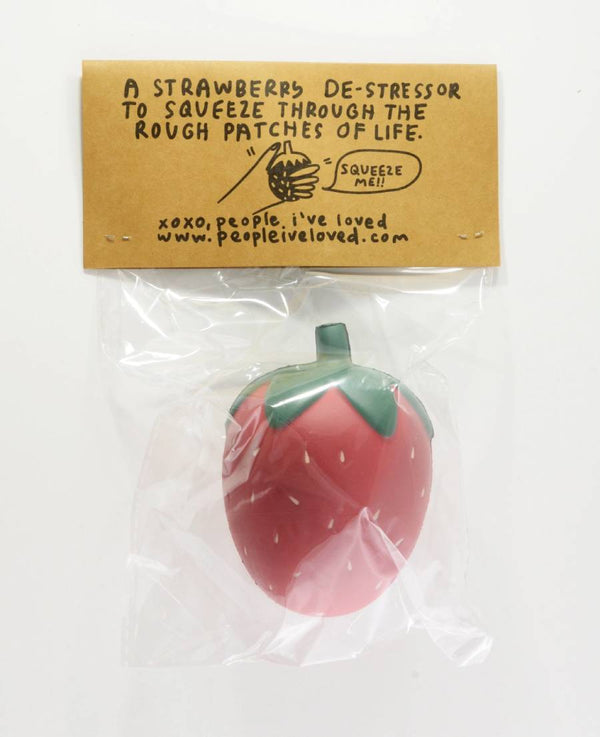 A STRAWBERRY DE-STRESSOR
TO SQUEEZE THROUGH THE
ROUGH PATCHES OF LIFE.
SQUEEZE
ME!!
xoxo, people i've loved
www.peopleiveloved.com